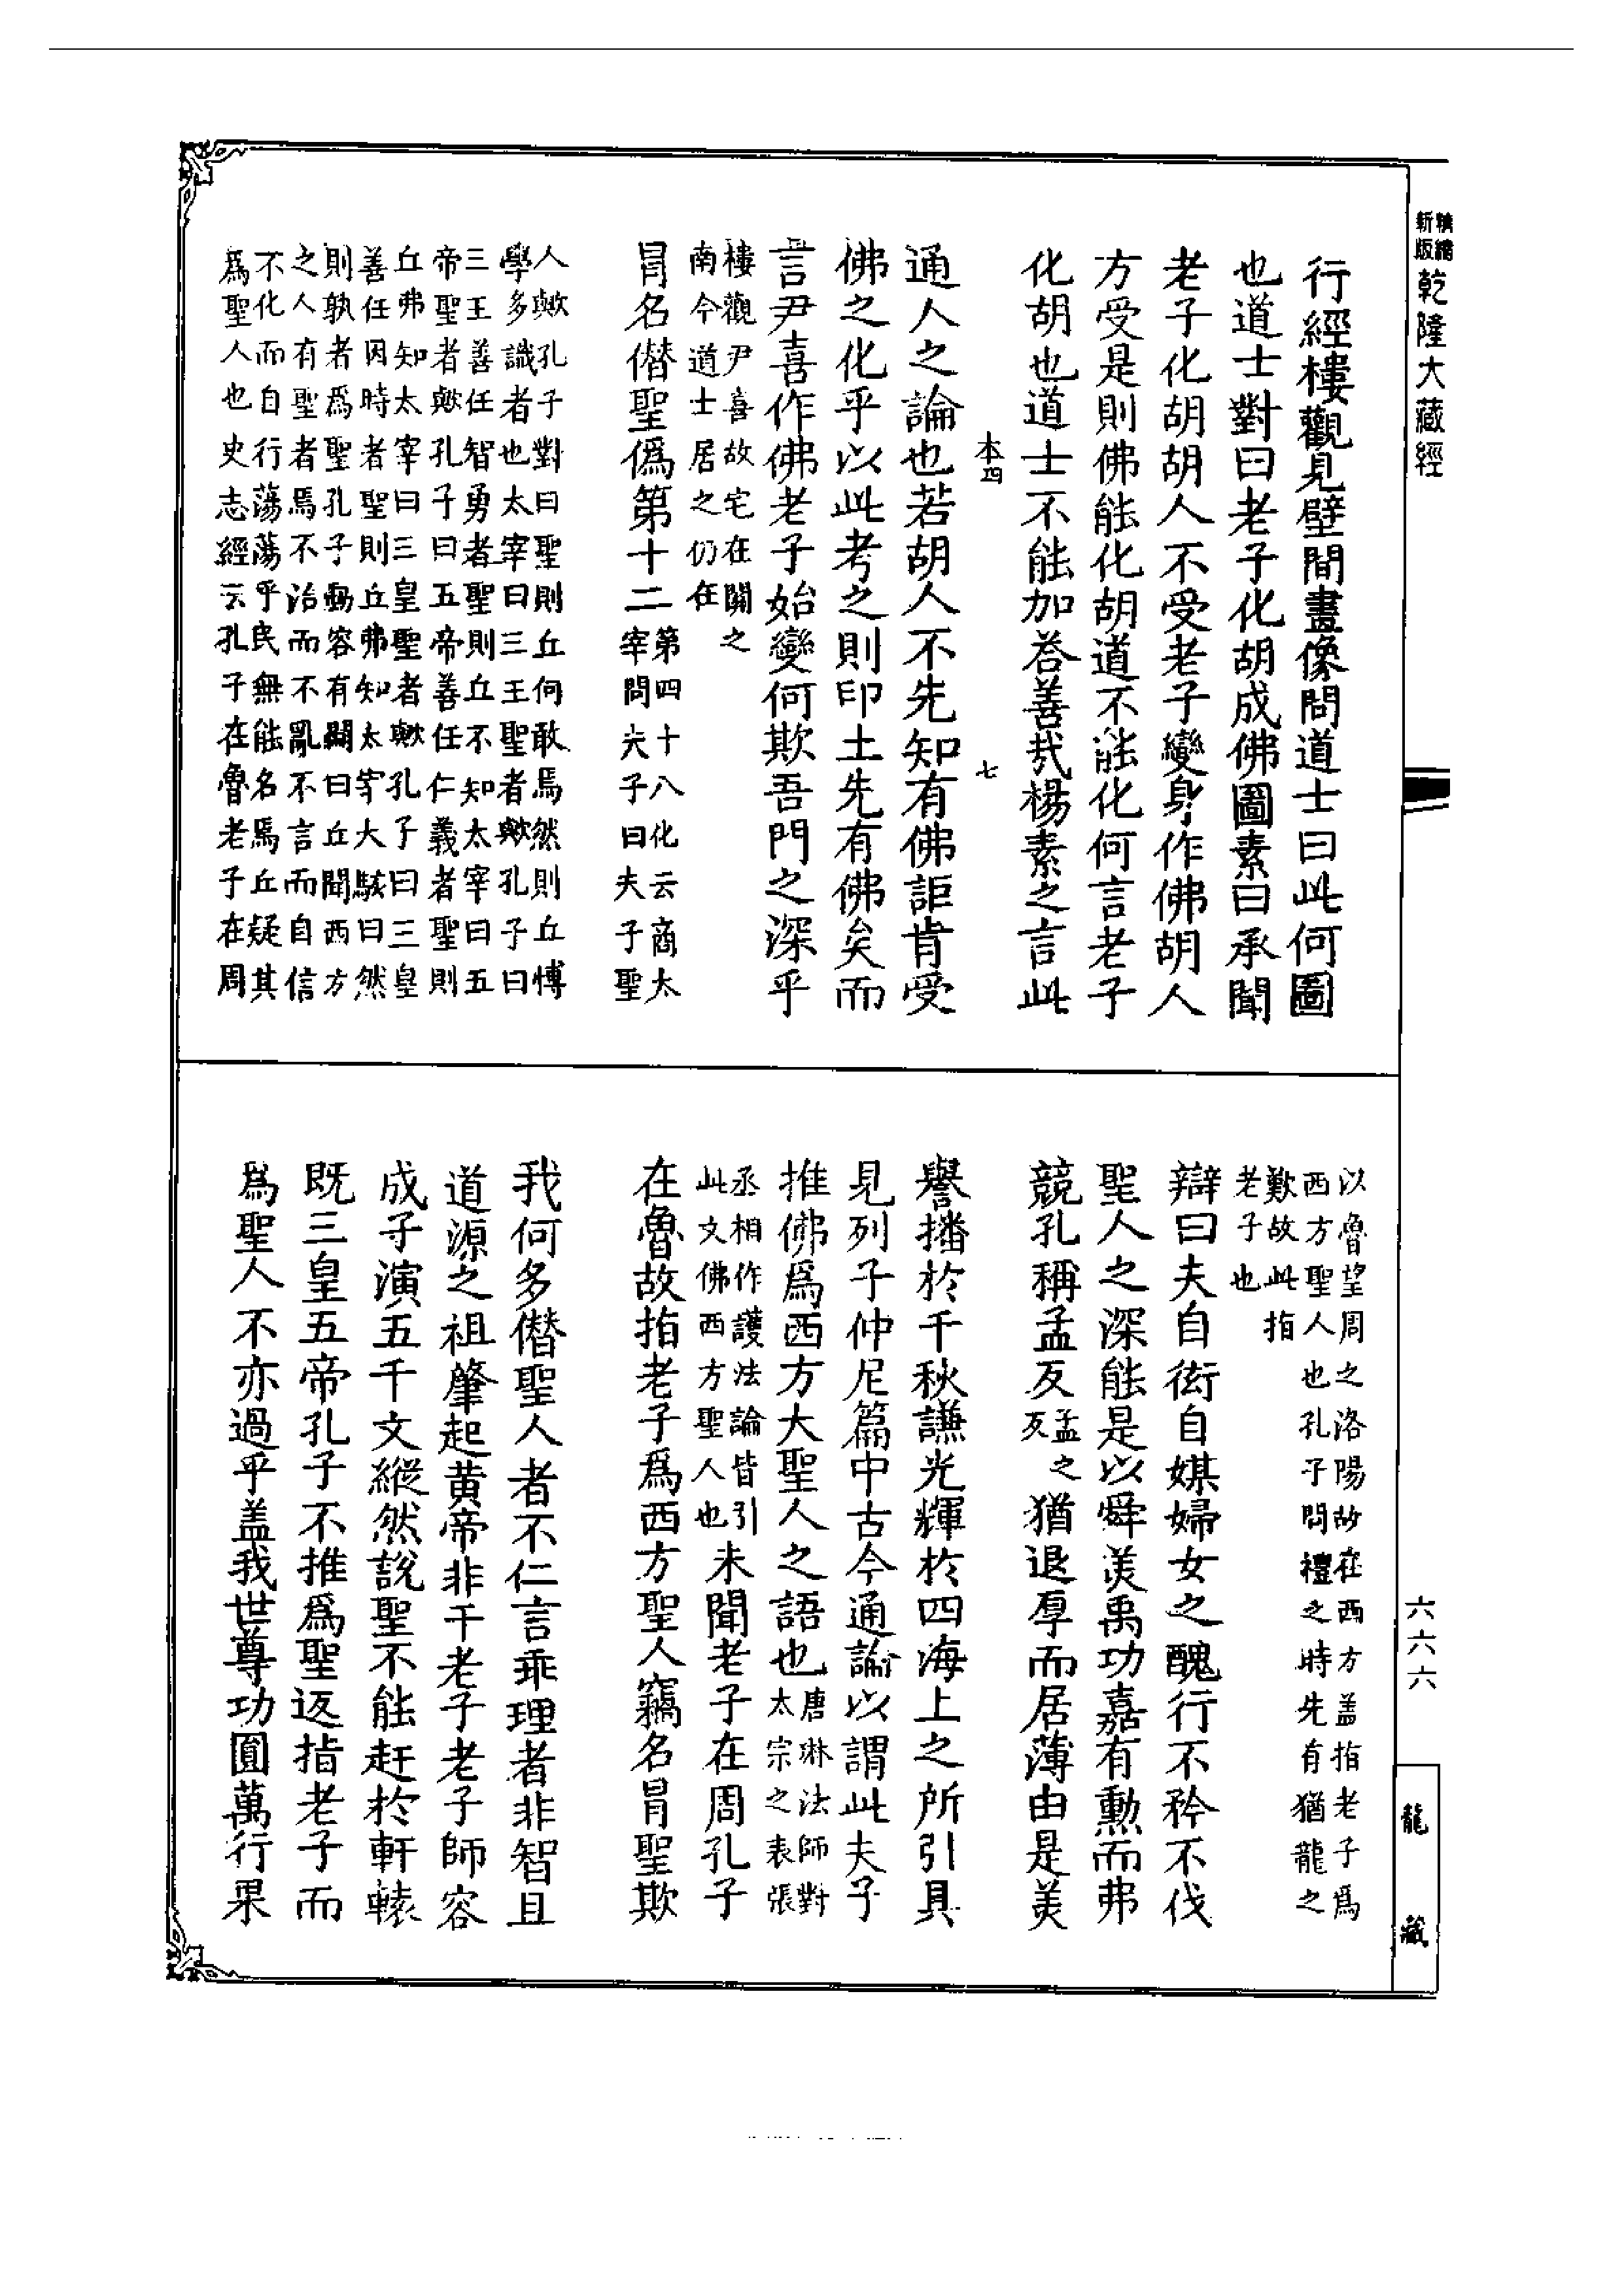 精繕新版乾隆大藏經
行經樓觀見壁間畫像問道士曰此何圖
也道士對曰老子化胡成佛圖素曰承聞
老子化胡胡人不受老子變身作佛胡人
方受是則佛能化胡道不能化何言老子
化胡也道士不能加答善哉楊素之言此
本四 七
通人之論也若胡人不先知有佛詎肯受
佛之化乎以此考之則印土先有佛矣而
言尹喜作佛老子始變何欺吾門之深乎
樓觀尹喜故宅在關之
南今道士居之仍在
冒名僭聖偽第十二第四十八化云商太宰問夫子曰夫子聖
人歟孔子對曰聖則丘何敢焉然則丘博
學多識者也太宰曰三王聖者歟孔子曰
三王善任智勇者聖則丘不知太宰曰五
帝聖者歟孔子曰五帝善任仁義者聖則
丘弗知太宰曰三皇聖者歟孔子曰三皇
善任因時者聖則丘弗知太宰大駭曰然
則孰者為聖孔子動容有間曰丘聞西方
之人有聖者焉不治而不亂不言而自信
不化而自行蕩蕩乎民無能名焉丘疑其
為聖人也史志經云孔子在魯老子在周
以魯望周之洛陽故在西方盖指老子為
西方聖人也孔子問禮之時先有猶龍之
歎故此指
老子也
辯曰夫自衒自媒婦女之醜行不矜不伐
聖人之深能是以舜羙禹功嘉有勲而弗
競孔稱孟反孟之反猶退厚而居薄由是羙
譽播於千秋謙光輝於四海上之所引具
見列子仲尼篇中古今通論以謂此夫子
推佛為西方大聖人之語也唐琳法師對太宗之表張
丞相作護法論皆引此文佛西方聖人也未聞老子在周孔子
在魯故指老子為西方聖人竊名冒聖欺
我何多僭聖人者不仁言乖理者非智且
道源之祖肇起黄帝非干老子老子師容
成子演五千文縱然說聖不能赶於軒轅
既三皇五帝孔子不推為聖返指老子而
為聖人不亦過乎盖我世尊功圓萬行果
六六六
龍藏